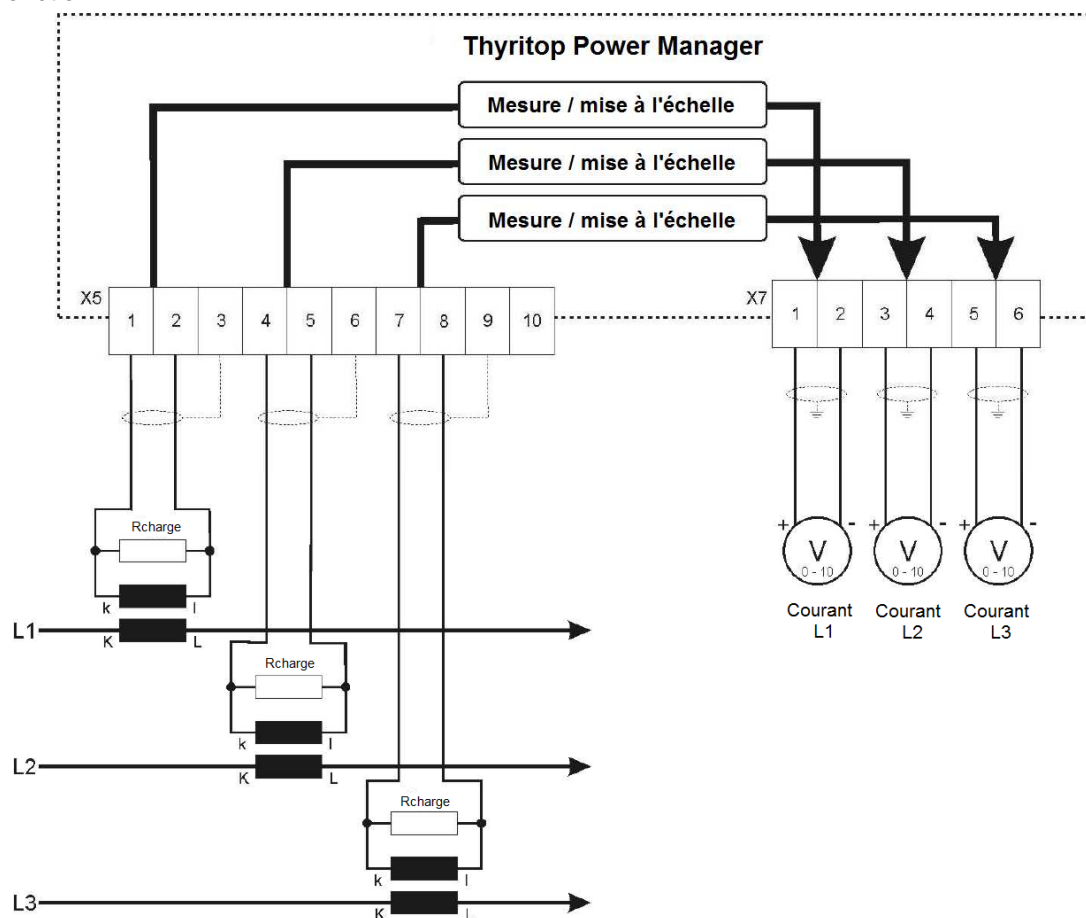 Thyritop Power Manager
Mesure / mise à l'échelle
Mesure / mise à l'échelle
Mesure / mise à l'échelle
X5
1 2 3 4 5 6 7 8 9 10
X7
1 2 3 4 5 6
Rcharge
k l
L1
K L
Rcharge
k l
L2
K L
Rcharge
k l
L3
K L
+ - + - + -
V V V
0 - 10 0 - 10 0 - 10
Courant Courant Courant
L1 L2 L3